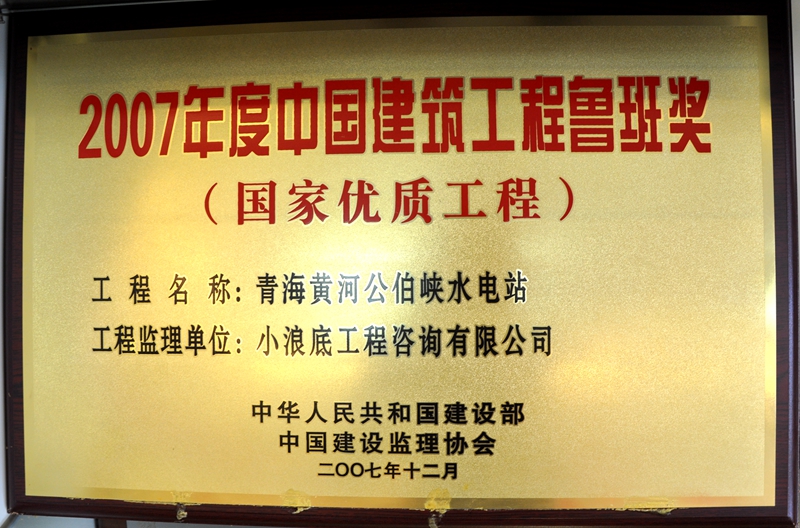 2007年度中国建筑工程鲁班奖
（国家优质工程）
工程名称：青海黄河公伯峡水电站
工程监理单位：小浪底工程咨询有限公司
中华人民共和国建设部
中国建设监理协会
二〇〇七年十二月